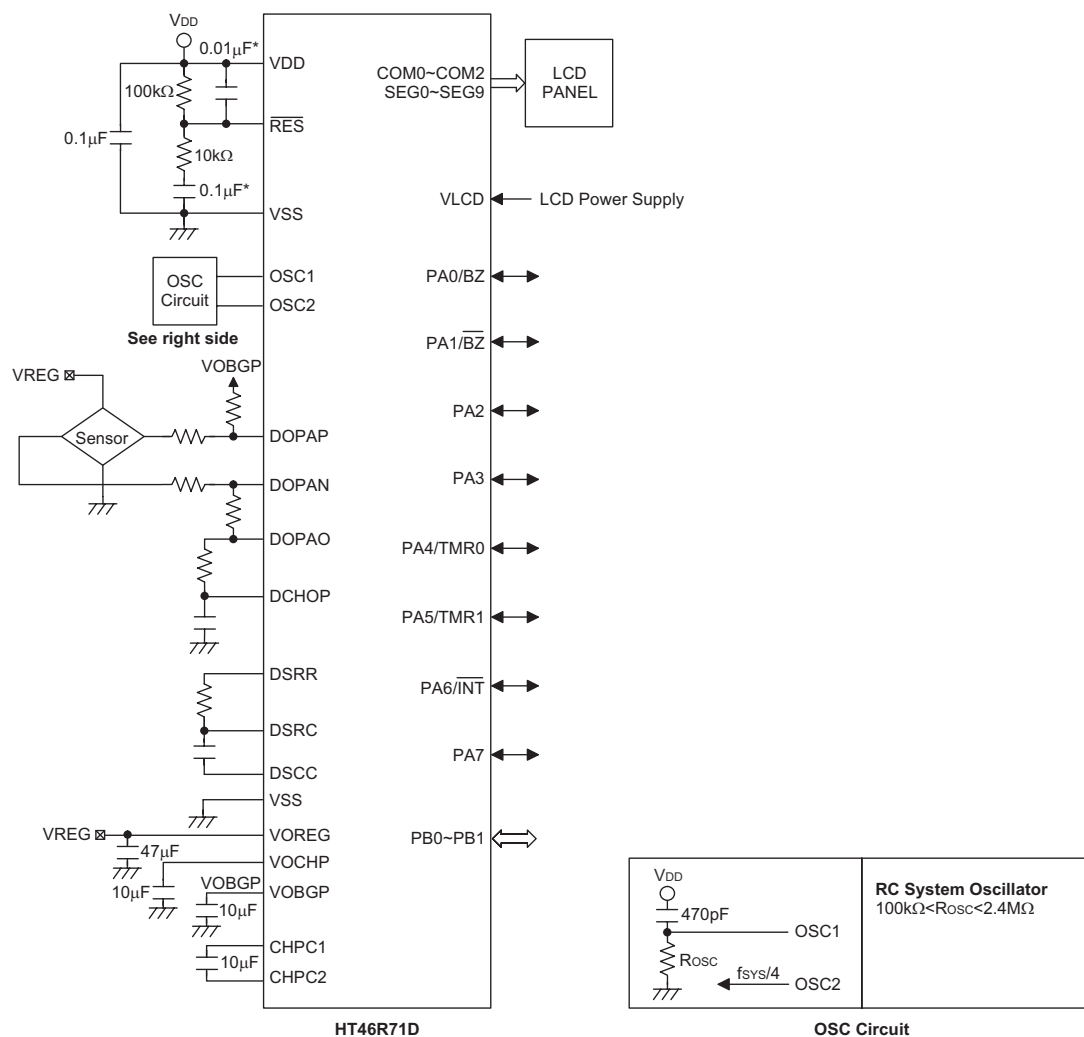 VDD
0.01μF*
VDD
100kΩ
RES
0.1μF
10kΩ
0.1μF*
VSS
OSC Circuit
OSC1
OSC2
See right side
VOBGP
VREG
Sensor
DOPAP
DOPAN
DOPAO
DCHOP
DSRR
DSRC
DSCC
VSS
VREG
VOREG
47μF
VOCHP
10μF
VOBGP
VOBGP
10μF
CHPC1
10μF
CHPC2
COM0~COM2
SEG0~SEG9
LCD
PANEL
VLCD
LCD Power Supply
PA0/BZ
PA1/BZ
PA2
PA3
PA4/TMR0
PA5/TMR1
PA6/INT
PA7
PB0~PB1
HT46R71D
VDD
470pF
OSC1
ROSC
fSYS/4
OSC2
RC System Oscillator
100kΩ<ROSC<2.4MΩ
OSC Circuit